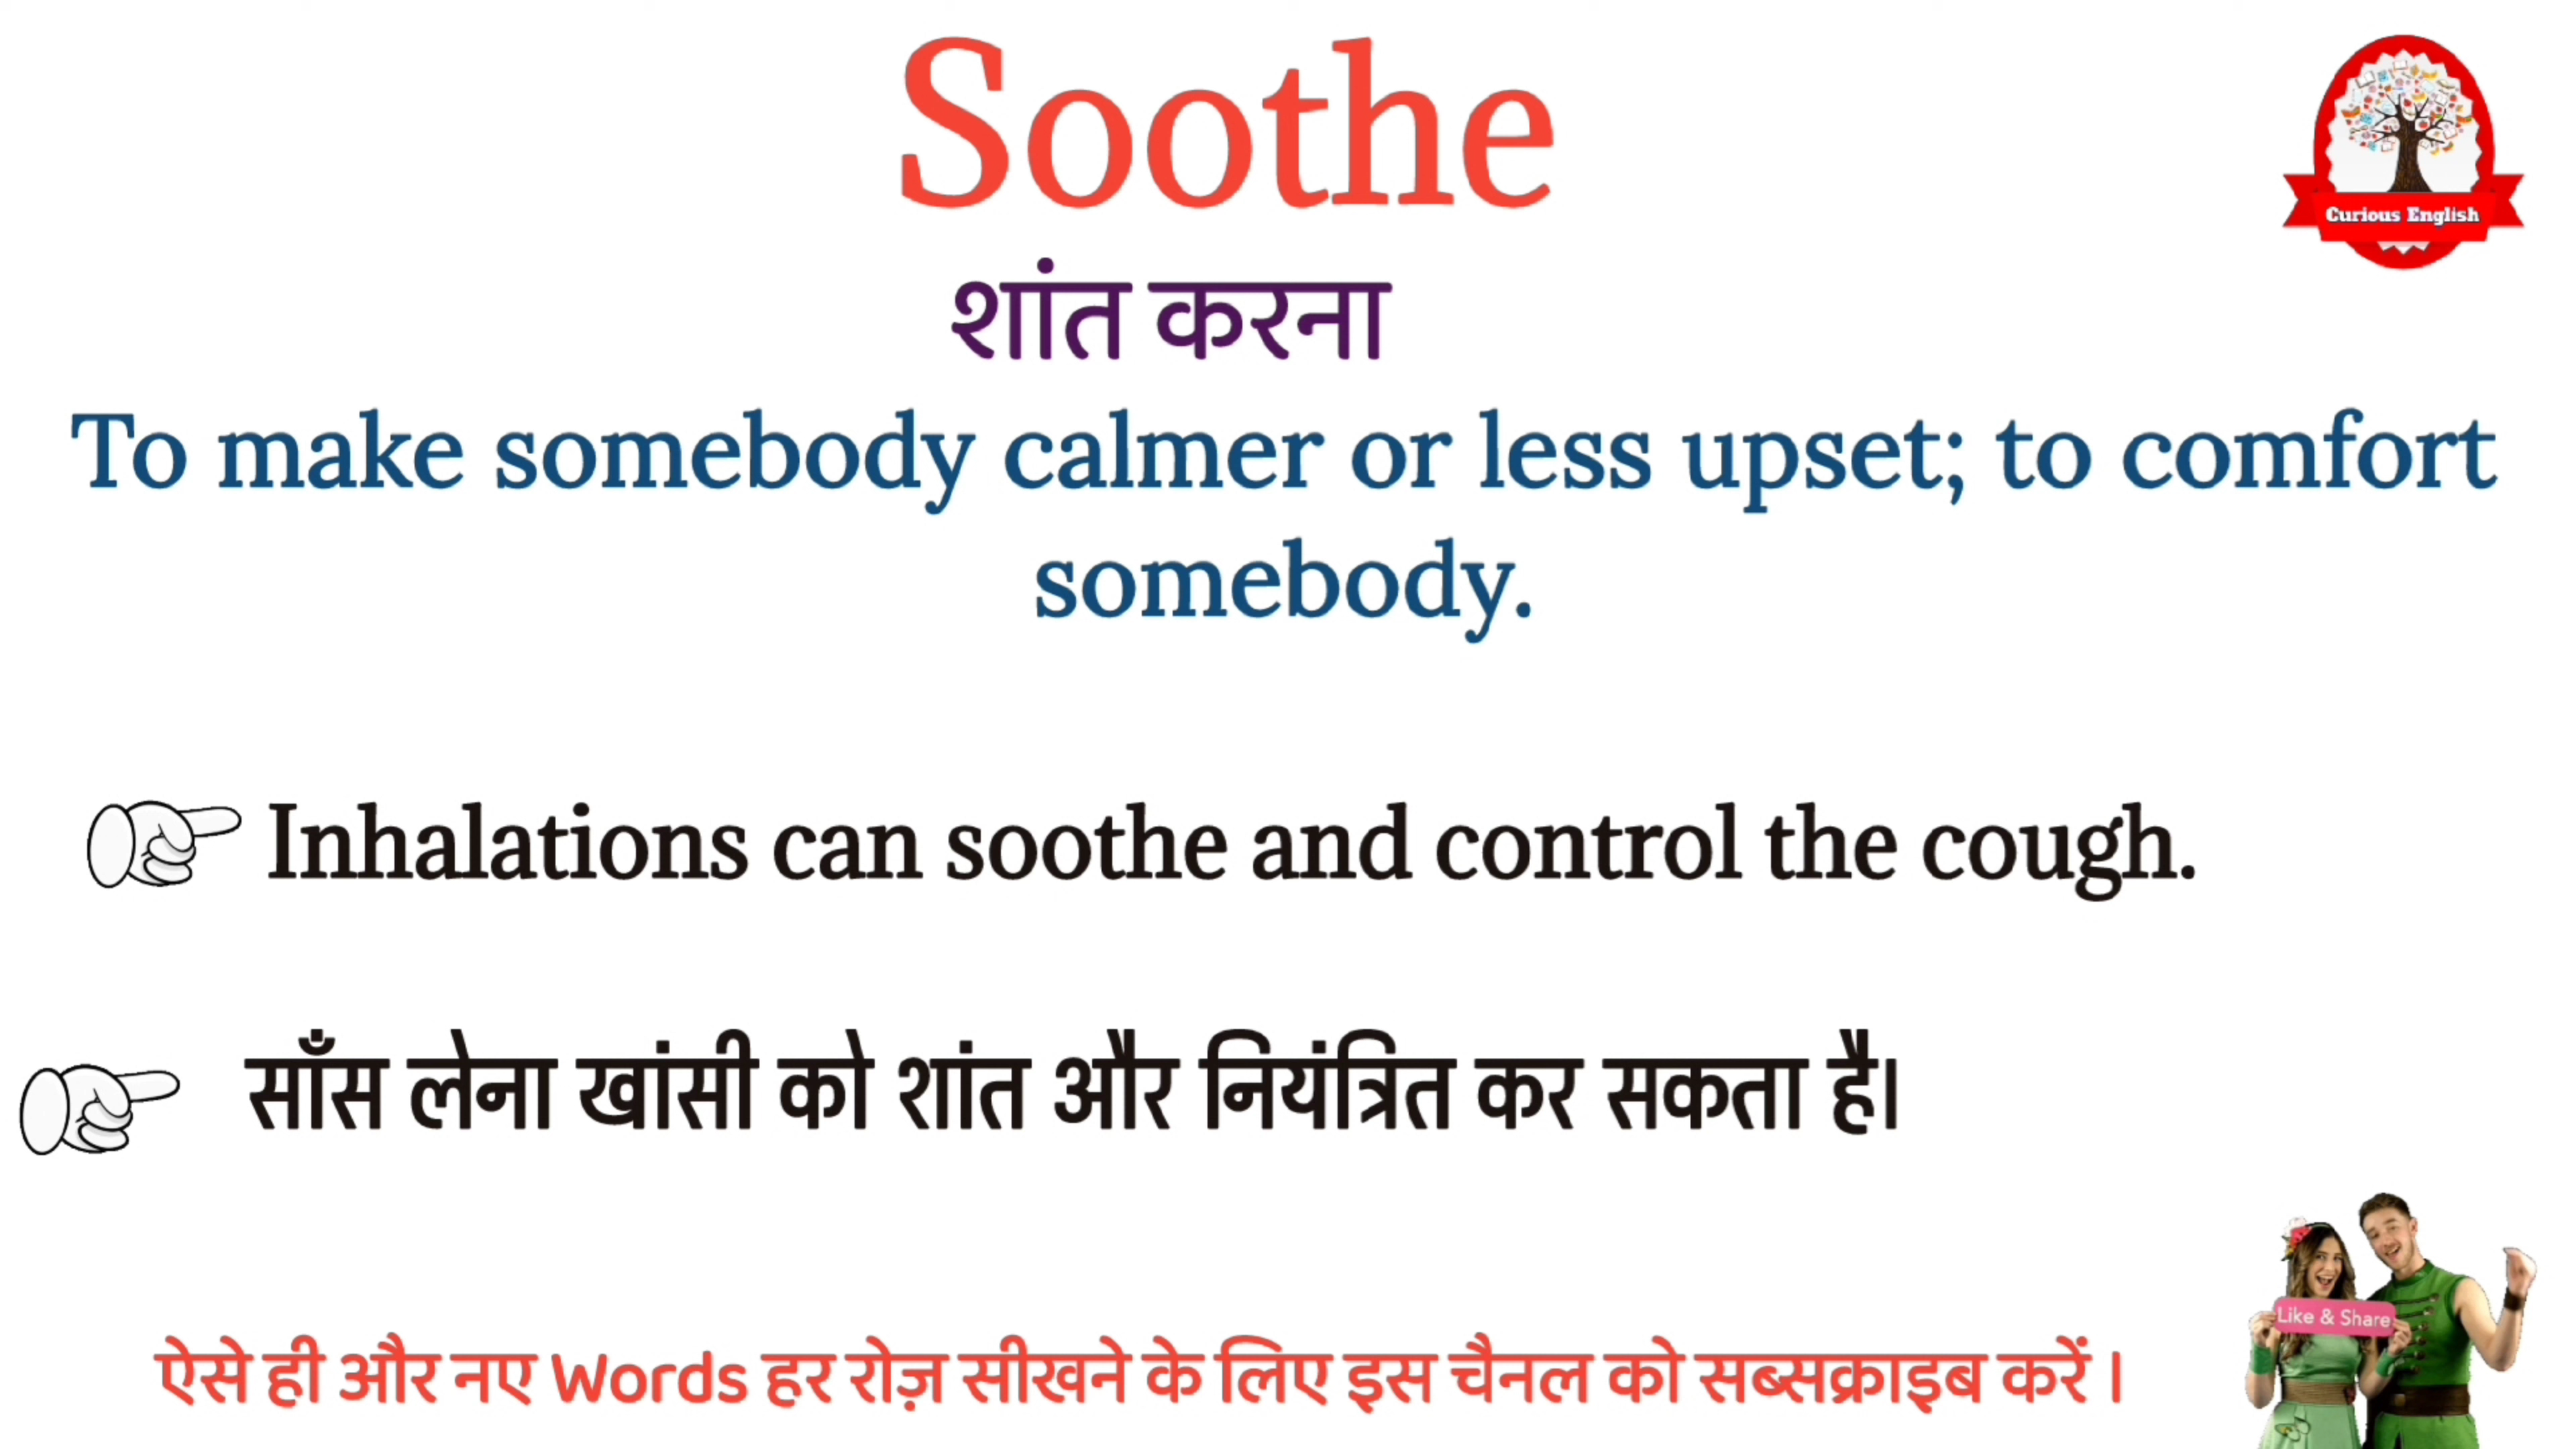 Soothe
Curious English
शांत करना
To make somebody calmer or less upset; to comfort
somebody.
Inhalations can soothe and control the cough.
साँस लेना खांसी को शांत और नियंत्रित कर सकता है।
Like & Share
ऐसे ही और नए Words हर रोज़ सीखने के लिए इस चैनल को सब्सक्राइब करें ।